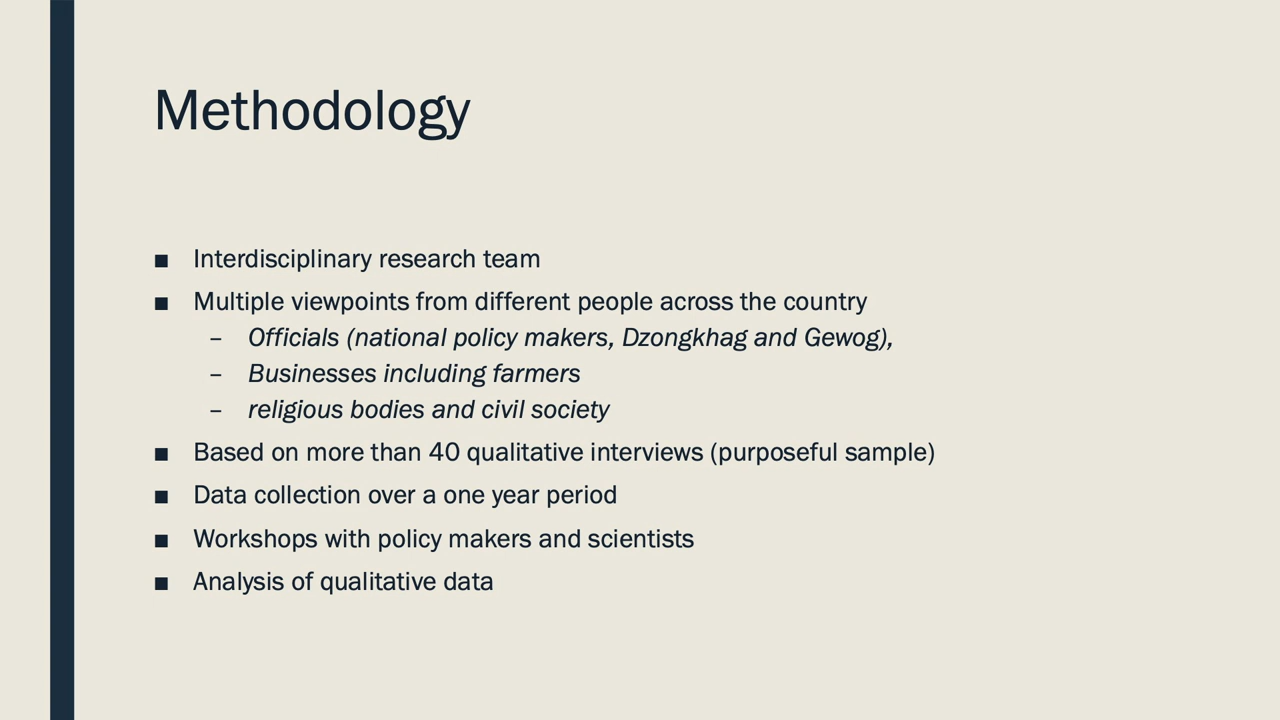 Methodology
■ Interdisciplinary research team
■ Multiple viewpoints from different people across the country
– Officials (national policy makers, Dzongkhag and Gewog),
– Businesses including farmers
– religious bodies and civil society
■ Based on more than 40 qualitative interviews (purposeful sample)
■ Data collection over a one year period
■ Workshops with policy makers and scientists
■ Analysis of qualitative data